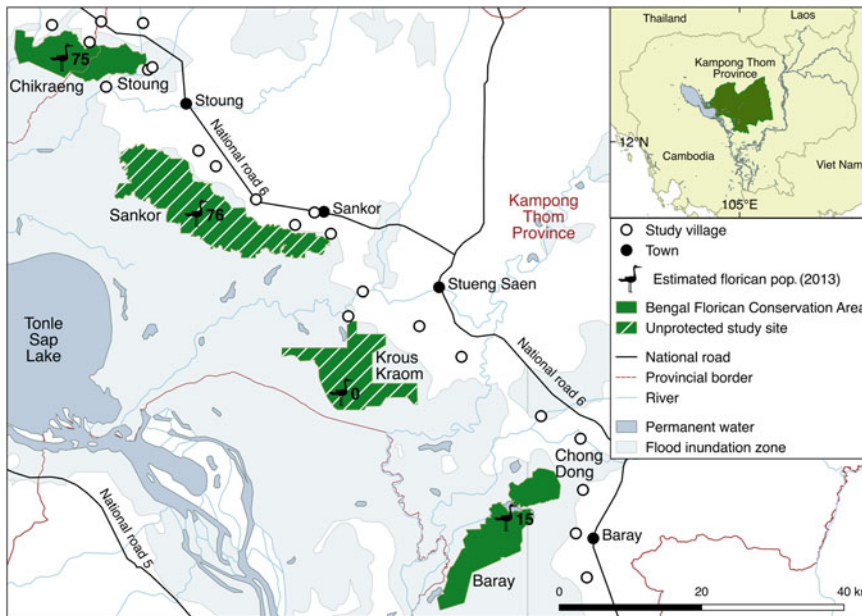 75
Chikraeng
Stoung
Stoung
National road 6
Sankor
76
Sankor
Kampong
Thom
Province
Stueng Saen
Tonle
Sap
Lake
Krous
Kraom
0
National road 6
Chong
Dong
15
Baray
Baray
National road 5
0
20
40 km
Thailand
Laos
Kampong Thom
Province
12°N
Cambodia
Viet Nam
105°E
Study village
Town
Estimated florican pop. (2013)
Bengal Florican Conservation Area
Unprotected study site
National road
Provincial border
River
Permanent water
Flood inundation zone